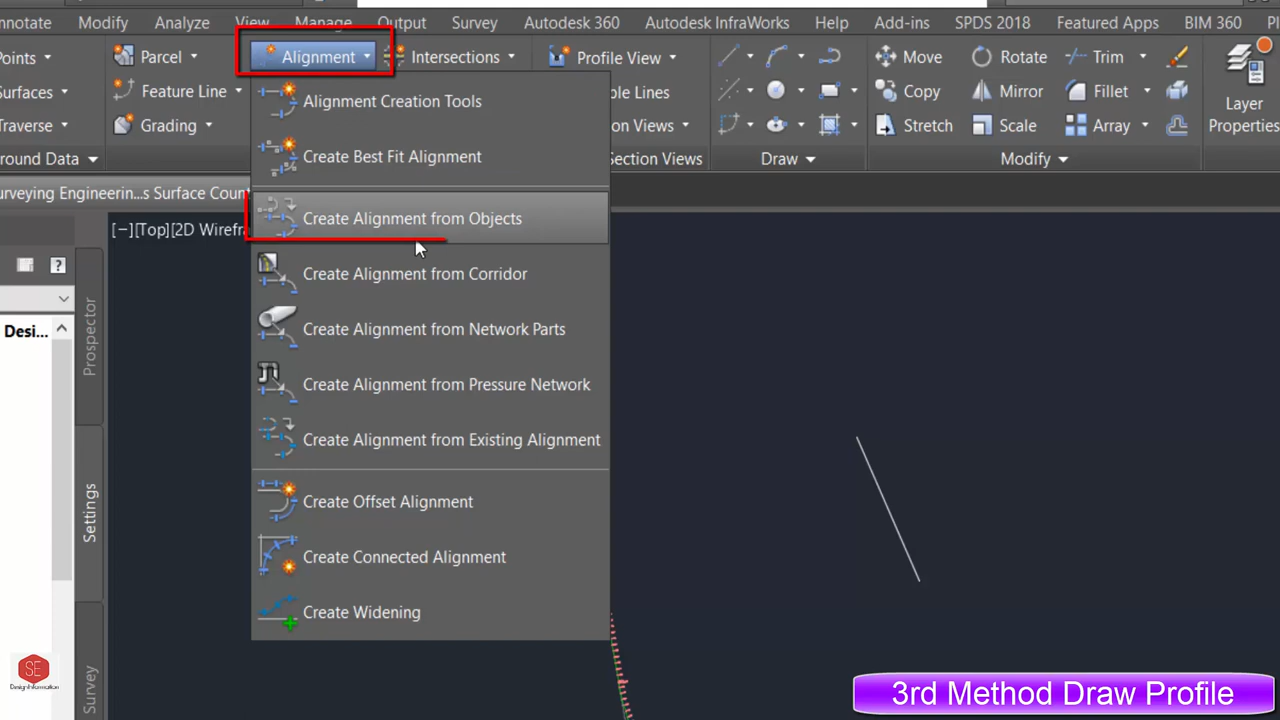 Modify Analyze View Manage Output Survey Autodesk 360 Autodesk InfraWorks Help Add-ins SPDS 2018 Featured Apps BIM 360
Points Parcel Alignment Intersections Profile View Move Rotate Trim
Surfaces Feature Line ple Lines Copy Mirror Fillet
Traverse Grading on Views Stretch Scale Array
Layer
Properties
round Data Section Views Draw Modify
urveying Engineerin...s Surface Coun
[−][Top][2D Wirefra
Alignment Creation Tools
Create Best Fit Alignment
Create Alignment from Objects
Create Alignment from Corridor
Create Alignment from Network Parts
Create Alignment from Pressure Network
Create Alignment from Existing Alignment
Create Offset Alignment
Create Connected Alignment
Create Widening
?
Desi...
Prospector
Settings
Survey
SE
Design Information
3rd Method Draw Profile